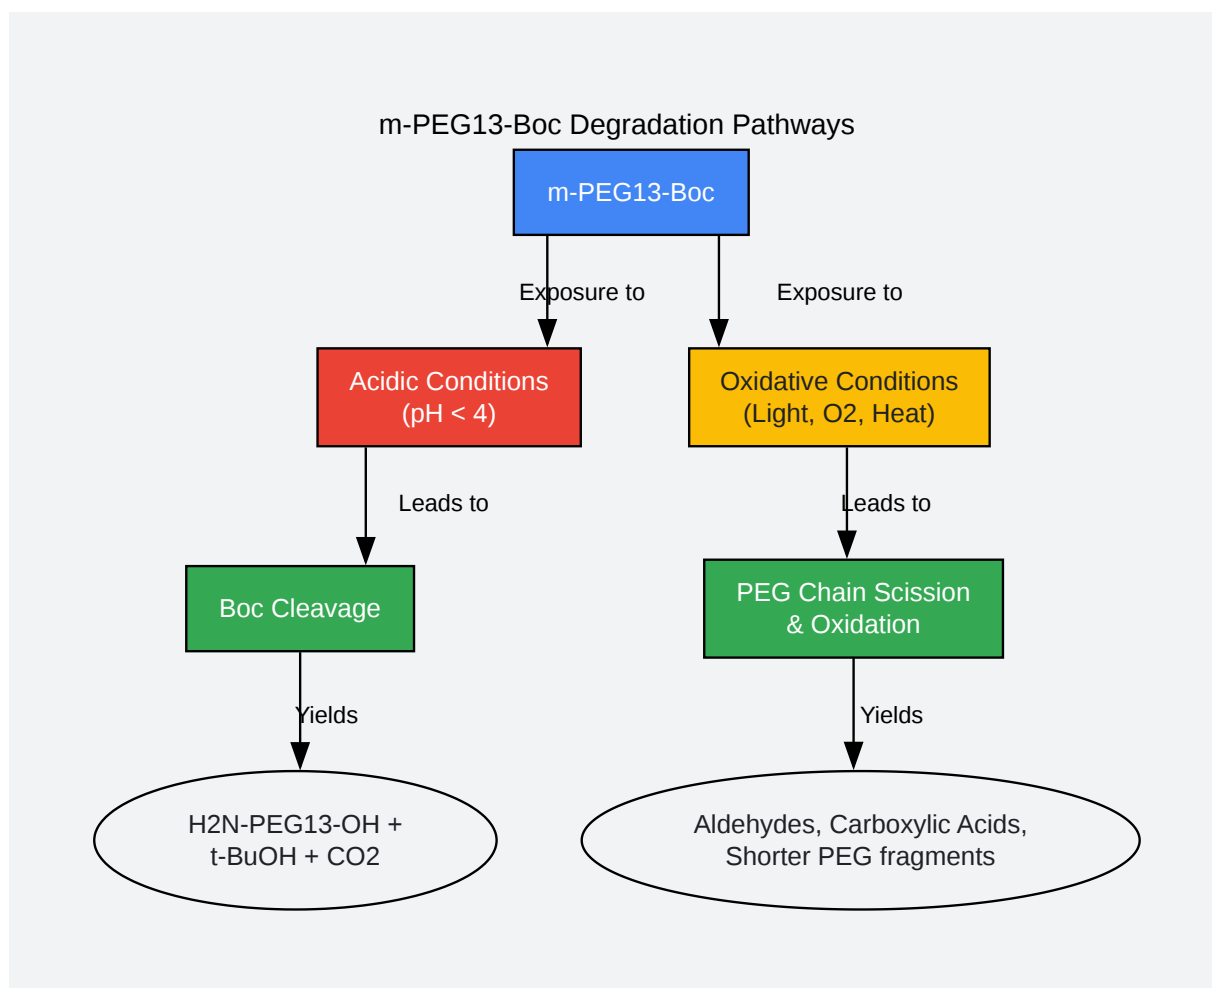 m-PEG13-Boc Degradation Pathways
m-PEG13-Boc
Exposure to
Exposure to
Acidic Conditions
(pH < 4)
Oxidative Conditions
(Light, O2, Heat)
Leads to
Leads to
Boc Cleavage
PEG Chain Scission
& Oxidation
Yields
Yields
H2N-PEG13-OH +
t-BuOH + CO2
Aldehydes, Carboxylic Acids,
Shorter PEG fragments